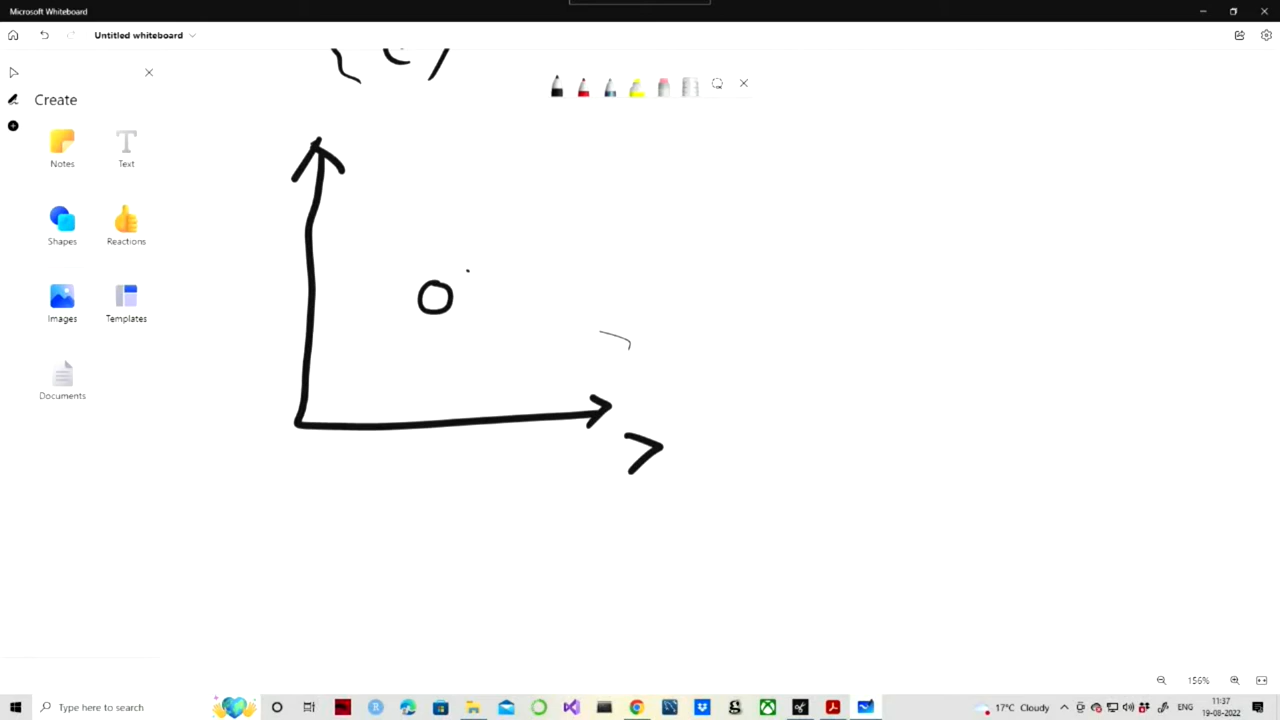 Microsoft Whiteboard
Untitled whiteboard
Create
Notes
Text
Shapes
Reactions
Images
Templates
Documents
156%
Type here to search
17°C Cloudy
ENG
11:37
19-08-2022